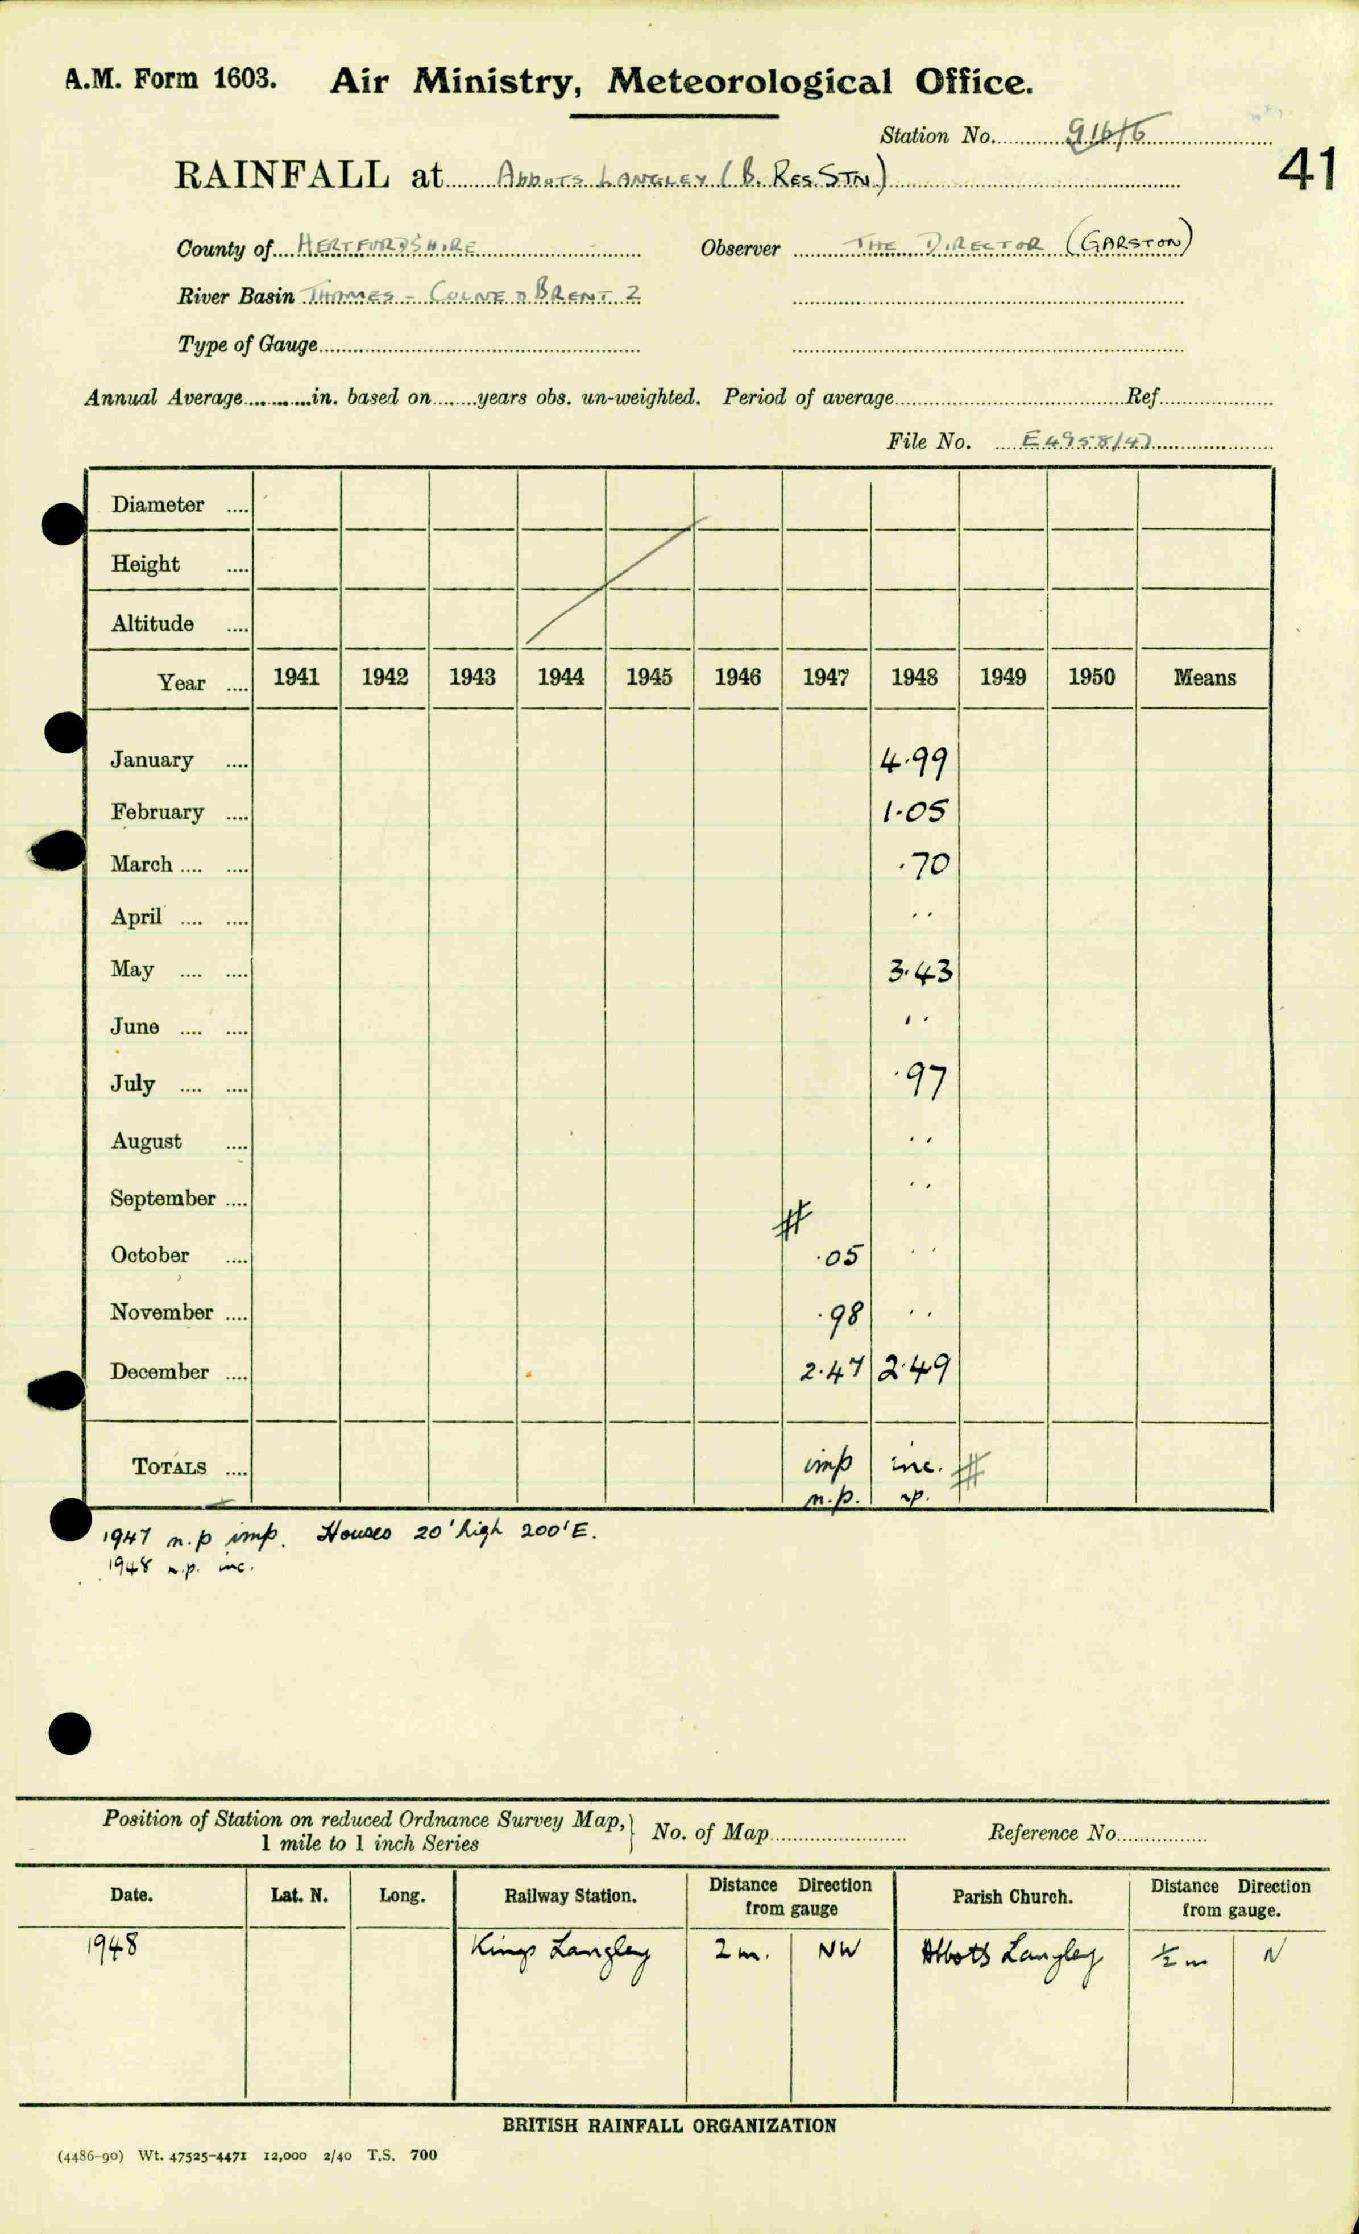 A.M. Form 1603. Air Ministry, Meteorological Office.
Station No. 916/6
41
RAINFALL at Abbots Langley (B. Res. Stn.)
County of Hertfordshire Observer The Director (Garston)
River Basin Thames - Colne & Brent 2
Type of Gauge
Annual Average in. based on years obs. un-weighted. Period of average Ref.
File No. E4958/47
Diameter ....
Height ....
Altitude ....
Year .... 1941 1942 1943 1944 1945 1946 1947 1948 1949 1950 Means
January .... 4.99
February .... 1.05
March .... .... .70
April .... .... ..
May .... .... 3.43
June .... .... ..
July .... .... .97
August .... ..
September .... ..
#
October .... .05 ..
November .... .98 ..
December .... 2.47 2.49
Totals .... imp inc. #
n.p. n.p.
1947 n.p imp. Houses 20' high 200' E.
1948 n.p. inc.
Position of Station on reduced Ordnance Survey Map, } No. of Map Reference No.
1 mile to 1 inch Series
Date. Lat. N. Long. Railway Station. Distance Direction from gauge Parish Church. Distance Direction from gauge.
1948 Kings Langley 2 m. NW Abbots Langley ½ m N
BRITISH RAINFALL ORGANIZATION
(4486-90) Wt. 47525-4471 12,000 2/40 T.S. 700